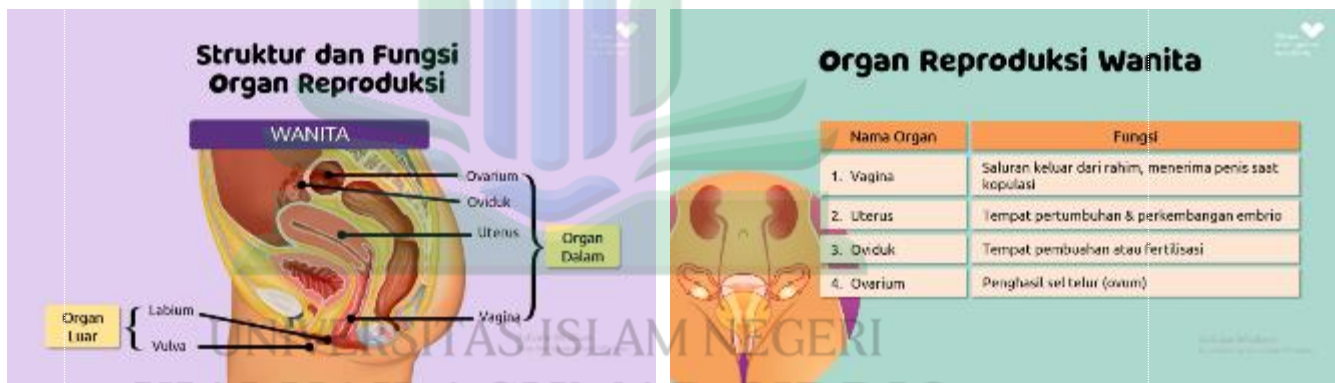 Struktur dan Fungsi
Organ Reproduksi
WANITA
Ovarium
Oviduk
Uterus
Organ
Dalam
Vagina
Organ
Luar
Labium
Vulva
Organ Reproduksi Wanita
Nama Organ Fungsi
1. Vagina Saluran keluar dari rahim, menerima penis saat
kopulasi
2. Uterus Tempat pertumbuhan & perkembangan embrio
3. Oviduk Tempat pembuahan atau fertilisasi
4. Ovarium Penghasil sel telur (ovum)
UNIVERSITAS ISLAM NEGERI